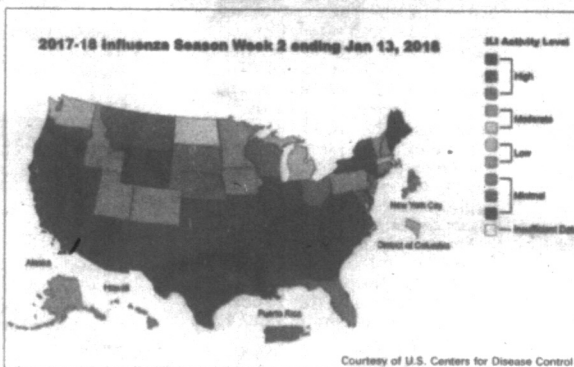 2017-18 Influenza Season Week 2 ending Jan 13, 2018
ILI Activity Level
High
Moderate
Low
Minimal
Insufficient Data
New York City
District of Columbia
Alaska
Hawaii
Puerto Rico
Courtesy of U.S. Centers for Disease Control